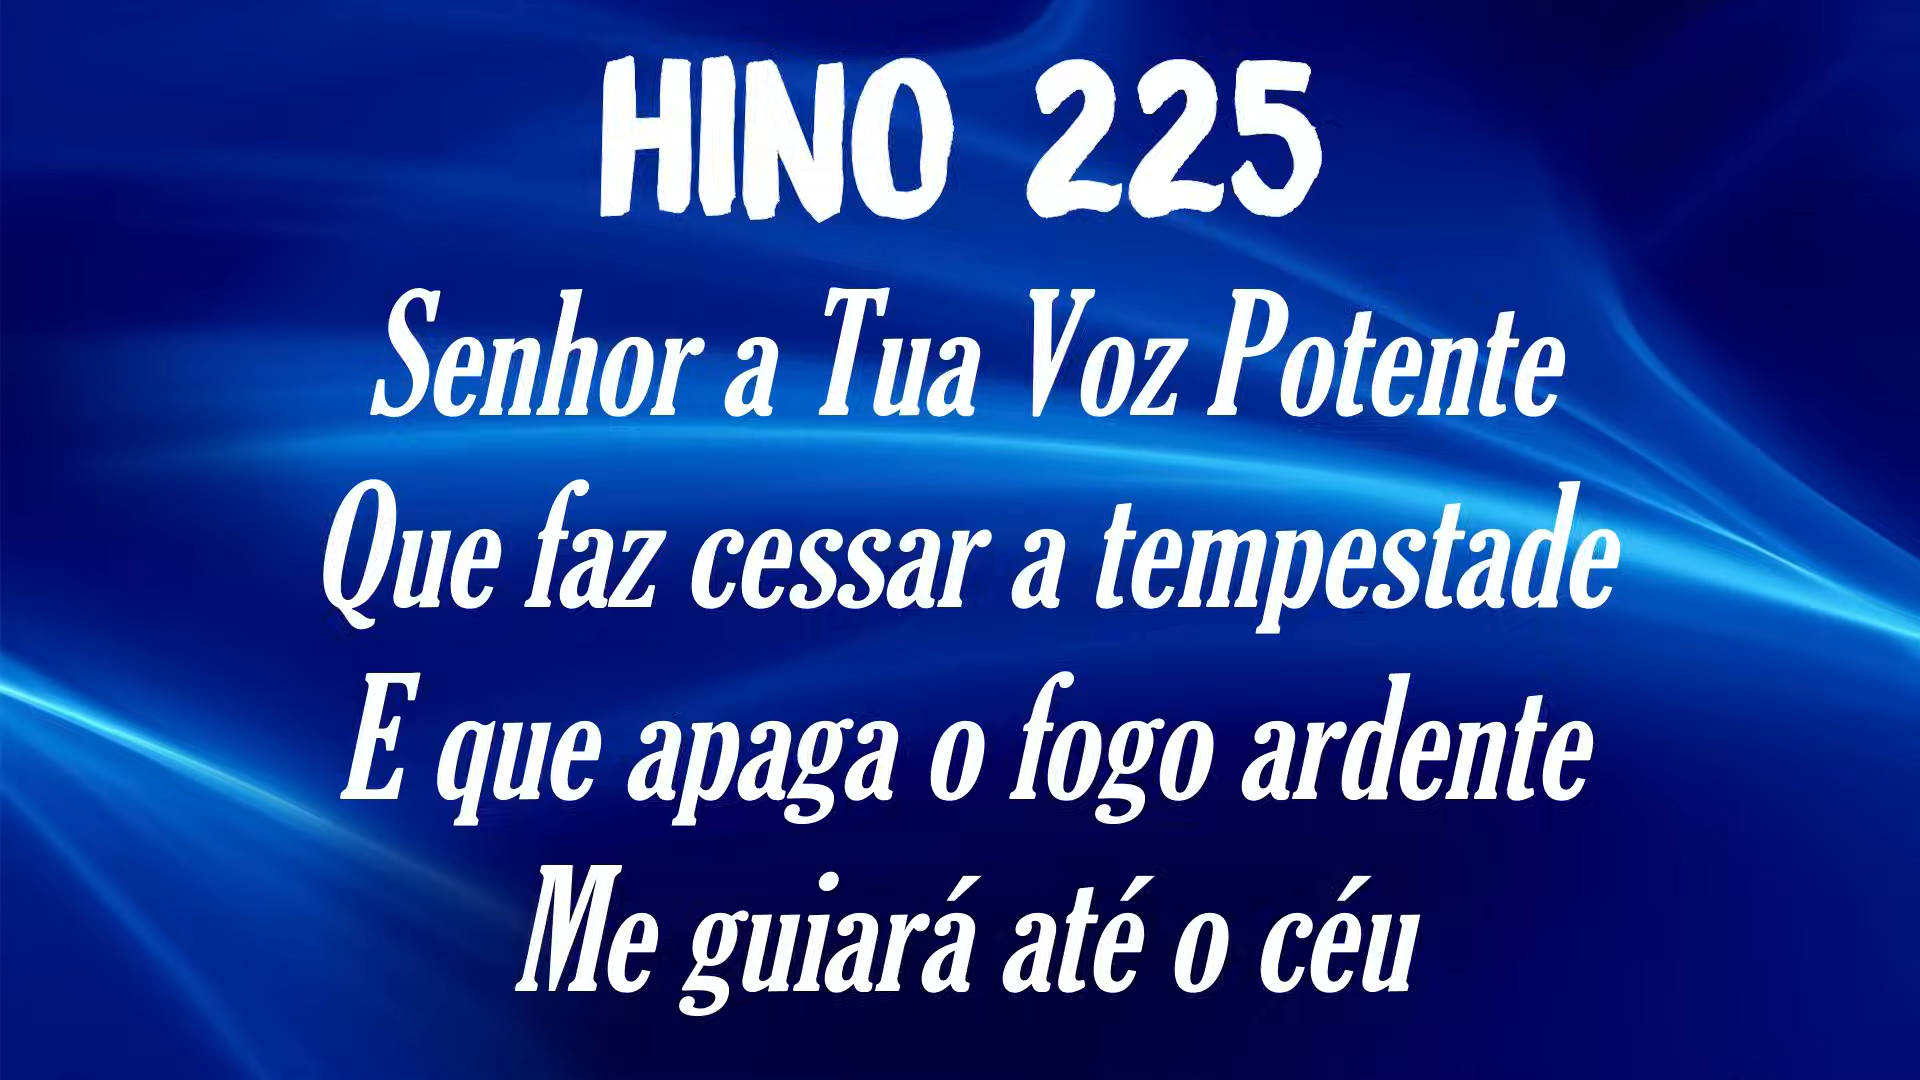 HINO 225
Senhor a Tua Voz Potente
Que faz cessar a tempestade
E que apaga o fogo ardente
Me guiará até o céu